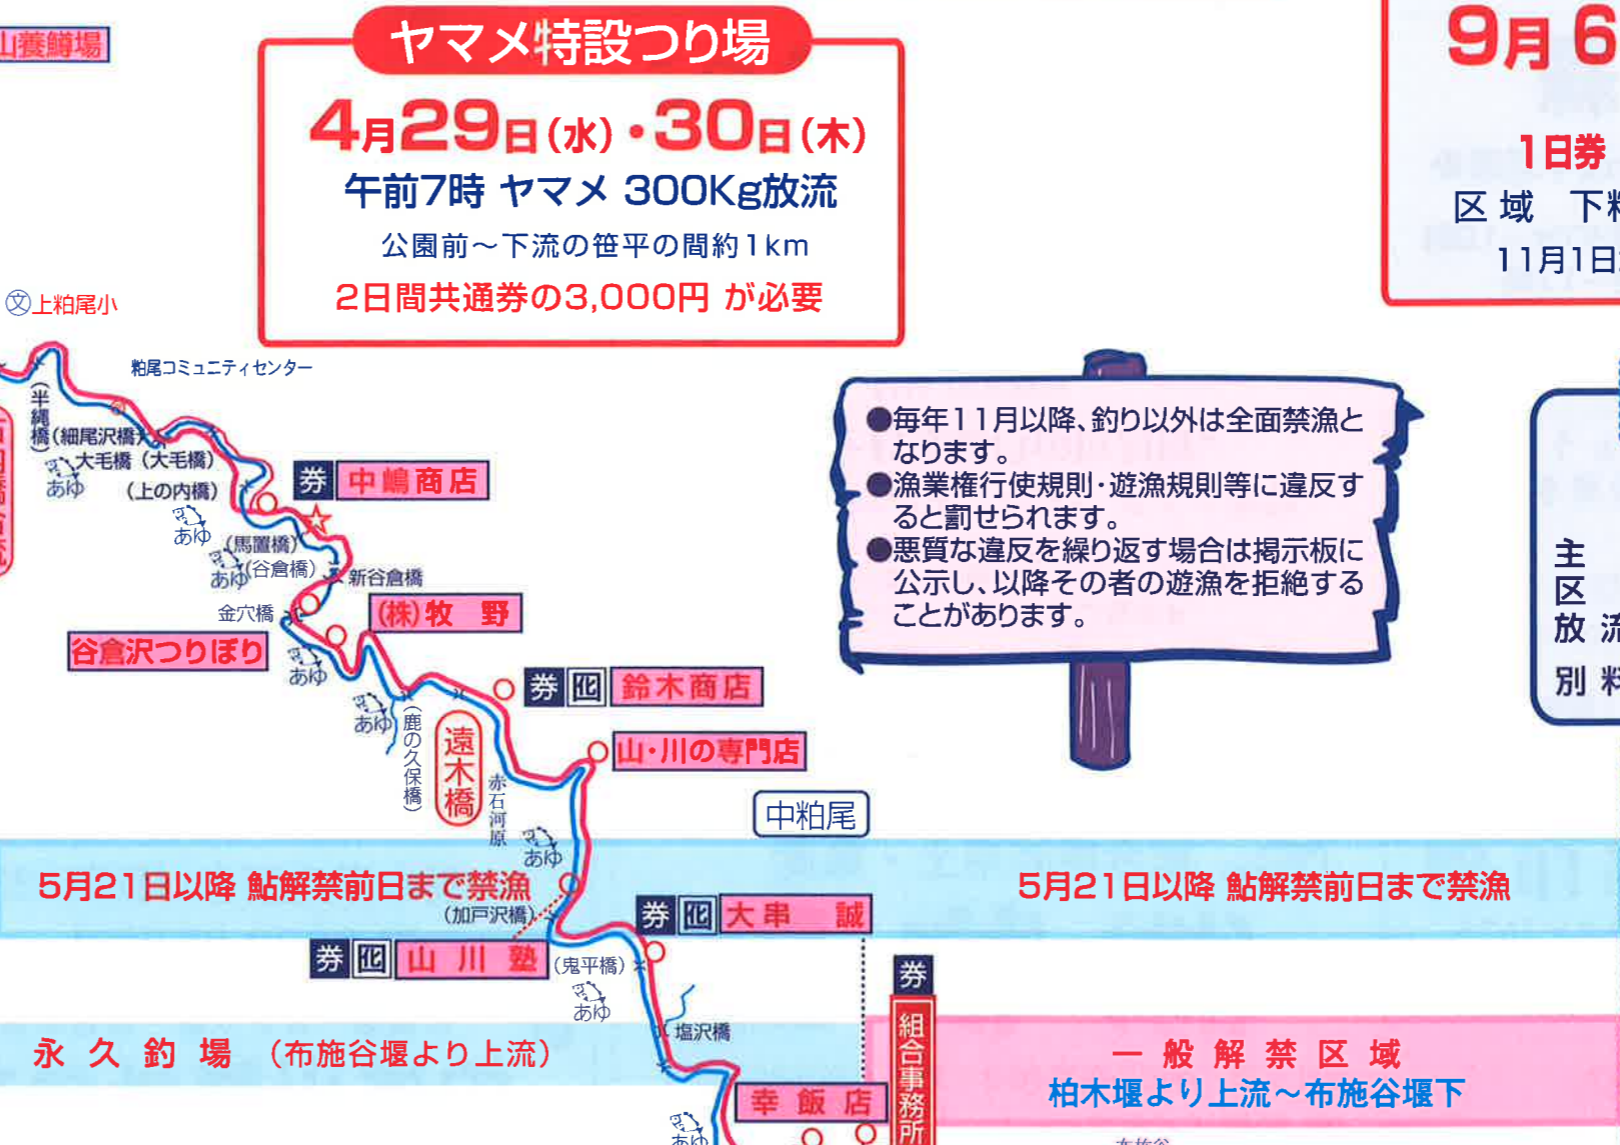 山養鱒場
ヤマメ特設つり場
4月29日(水)・30日(木)
午前7時 ヤマメ 300Kg放流
公園前～下流の笹平の間約1km
2日間共通券の3,000円 が必要
9月6
1日券
区域 下粕
11月1日
文 上粕尾小
粕尾コミュニティセンター
(半縄橋)
(細尾沢橋)
大毛橋(大毛橋)
あゆ
(上の内橋)
あゆ
券 中嶋商店
(馬置橋)
あゆ(谷倉橋)
新谷倉橋
金穴橋
(株)牧 野
谷倉沢つりぼり
あゆ
あゆ
(鹿の久保橋)
遠木橋
赤石河原
券 囮 鈴木商店
山・川の専門店
●毎年11月以降、釣り以外は全面禁漁と
なります。
●漁業権行使規則・遊漁規則等に違反す
ると罰せられます。
●悪質な違反を繰り返す場合は掲示板に
公示し、以降その者の遊漁を拒絶する
ことがあります。
主
区
放 流
別 料
中粕尾
あゆ
5月21日以降 鮎解禁前日まで禁漁
5月21日以降 鮎解禁前日まで禁漁
(加戸沢橋)
券 囮 大串 誠
券 囮 山川塾
(鬼平橋)
あゆ
塩沢橋
券
組合事務所
永久釣場 (布施谷堰より上流)
一般解禁区域
柏木堰より上流～布施谷堰下
幸飯店
あゆ
布施谷